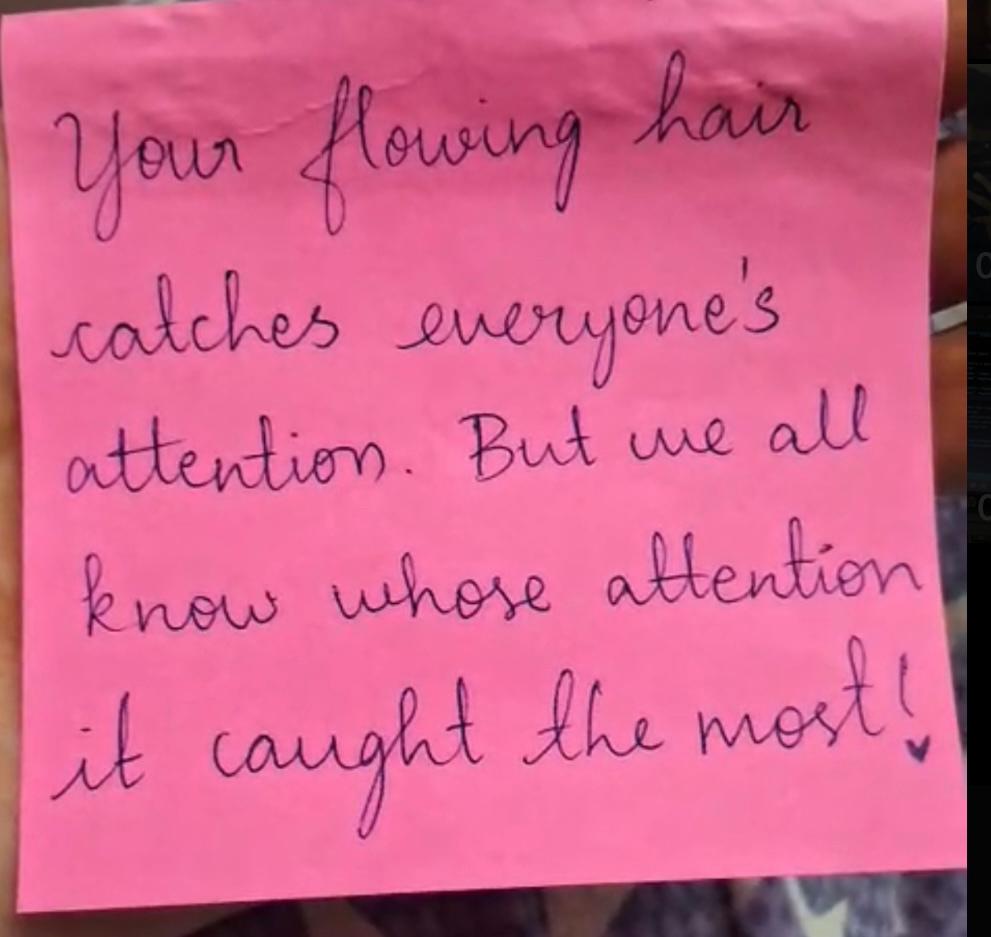 Your flowing hair
catches everyone's
attention. But we all
know whose attention
it caught the most!